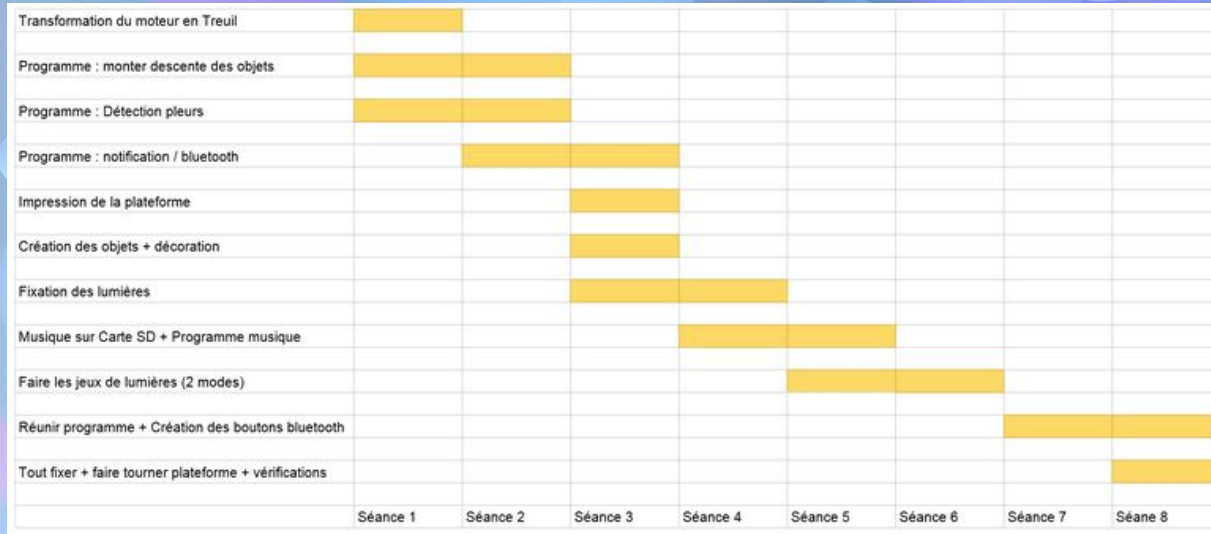 Transformation du moteur en Treuil
Programme : monter descente des objets
Programme : Détection pleurs
Programme : notification / bluetooth
Impression de la plateforme
Création des objets + décoration
Fixation des lumières
Musique sur Carte SD + Programme musique
Faire les jeux de lumières (2 modes)
Réunir programme + Création des boutons bluetooth
Tout fixer + faire tourner plateforme + vérifications
Séance 1 Séance 2 Séance 3 Séance 4 Séance 5 Séance 6 Séance 7 Séane 8